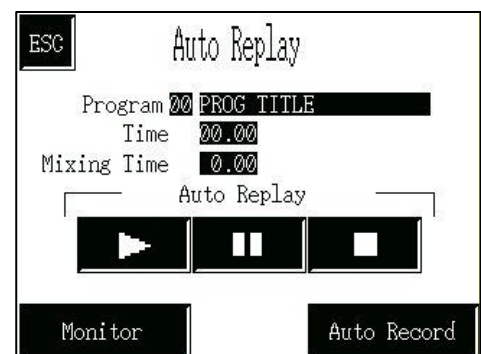 ESC
Auto Replay
Program 00 PROG TITLE
Time 00.00
Mixing Time 0.00
Auto Replay
Monitor
Auto Record